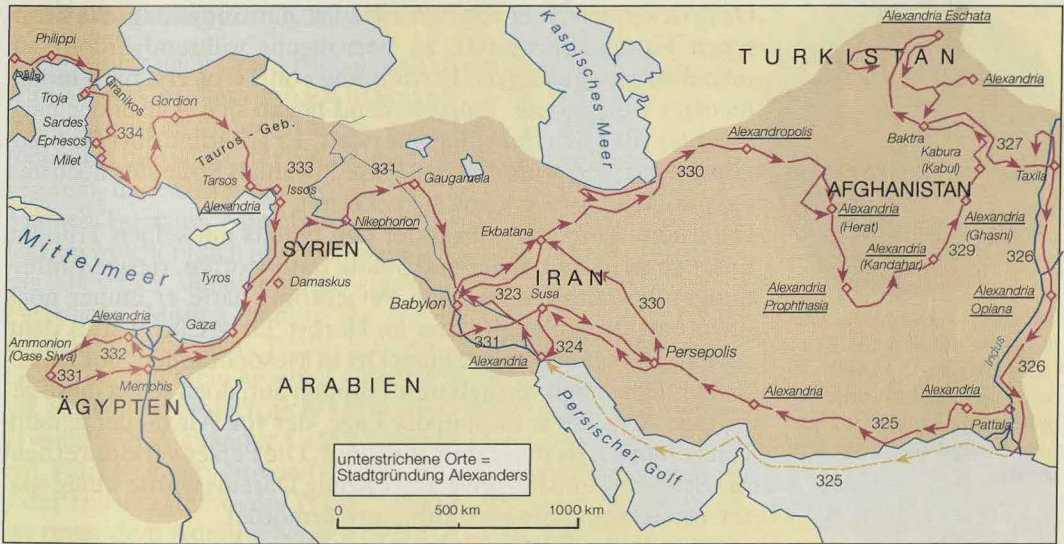 Alexandria Eschata
Kaspisches Meer
TURKISTAN
Philippi
Pella
Granikos
Alexandria
Troja
Gordion
334
Sardes
Ephesos
Milet
Tauros - Geb.
Alexandropolis
Baktra
327
Kabura
(Kabul)
Taxila
330
333
331
Gaugamela
Tarsos
Issos
Alexandria
AFGHANISTAN
Nikephorion
Alexandria
(Herat)
Alexandria
(Ghasni)
Mittelmeer
SYRIEN
Ekbatana
Alexandria
(Kandahar)
329
326
Tyros
Damaskus
IRAN
323
Susa
330
Alexandria
Prophthasia
Alexandria
Opiana
Babylon
Alexandria
Gaza
331
324
Indus
326
Ammonion
(Oase Siwa)
332
Alexandria
Persepolis
331
Memphis
ÄGYPTEN
ARABIEN
Alexandria
Alexandria
325
Pattala
Persischer Golf
325
unterstrichene Orte =
Stadtgründung Alexanders
0 500 km 1000 km